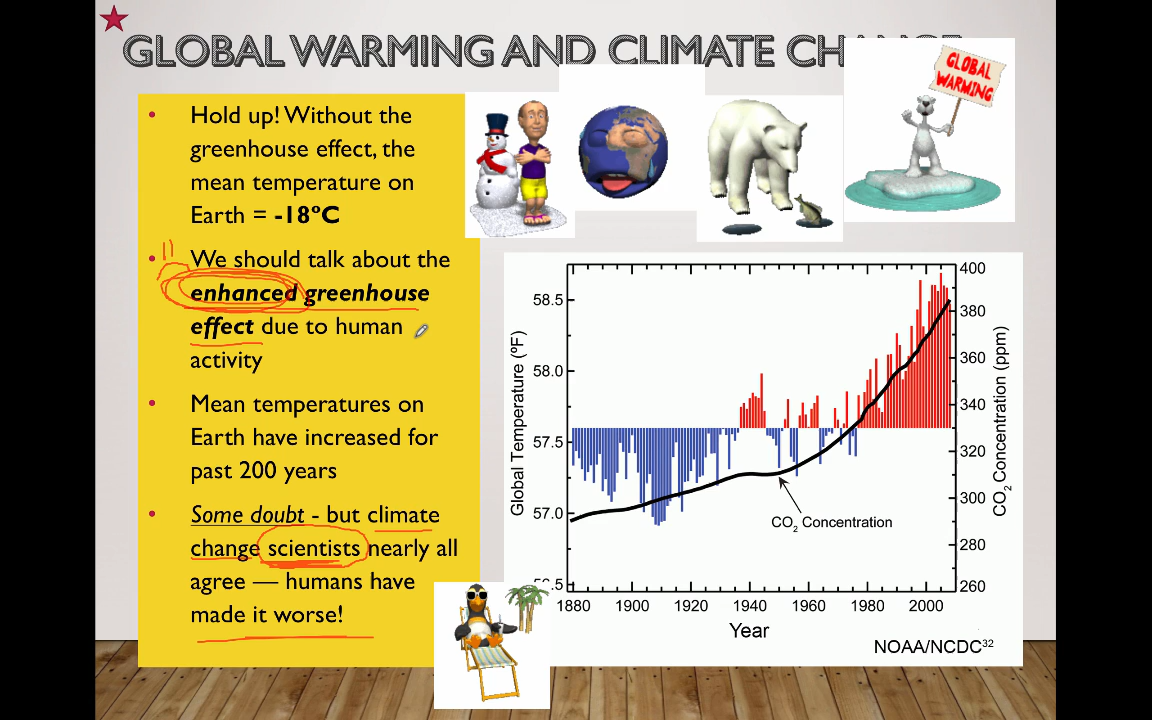 GLOBAL WARMING AND CLIMATE CHANGE
GLOBAL
WARMING
• Hold up! Without the
greenhouse effect, the
mean temperature on
Earth = -18ºC
• We should talk about the
enhanced greenhouse
effect due to human
activity
• Mean temperatures on
Earth have increased for
past 200 years
• Some doubt - but climate
change scientists nearly all
agree — humans have
made it worse!
Global Temperature (ºF)
58.5
58.0
57.5
57.0
CO2 Concentration
400
380
360
340
320
300
280
260
CO2 Concentration (ppm)
1880 1900 1920 1940 1960 1980 2000
Year
NOAA/NCDC32